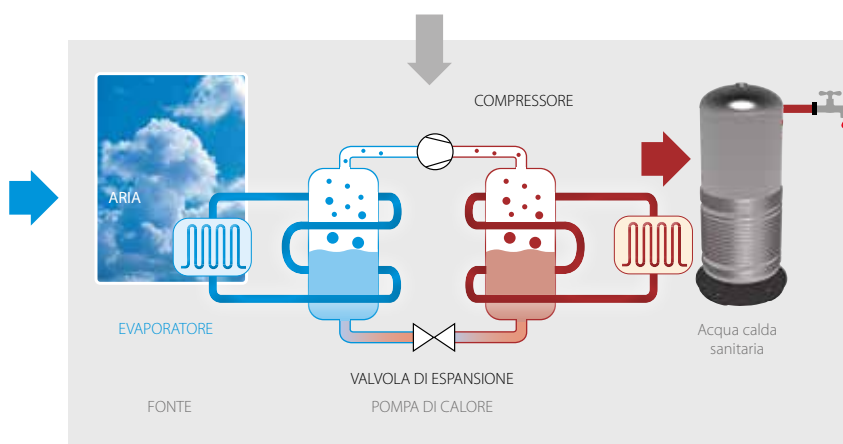 COMPRESSORE
ARIA
EVAPORATORE
Acqua calda
sanitaria
VALVOLA DI ESPANSIONE
FONTE
POMPA DI CALORE